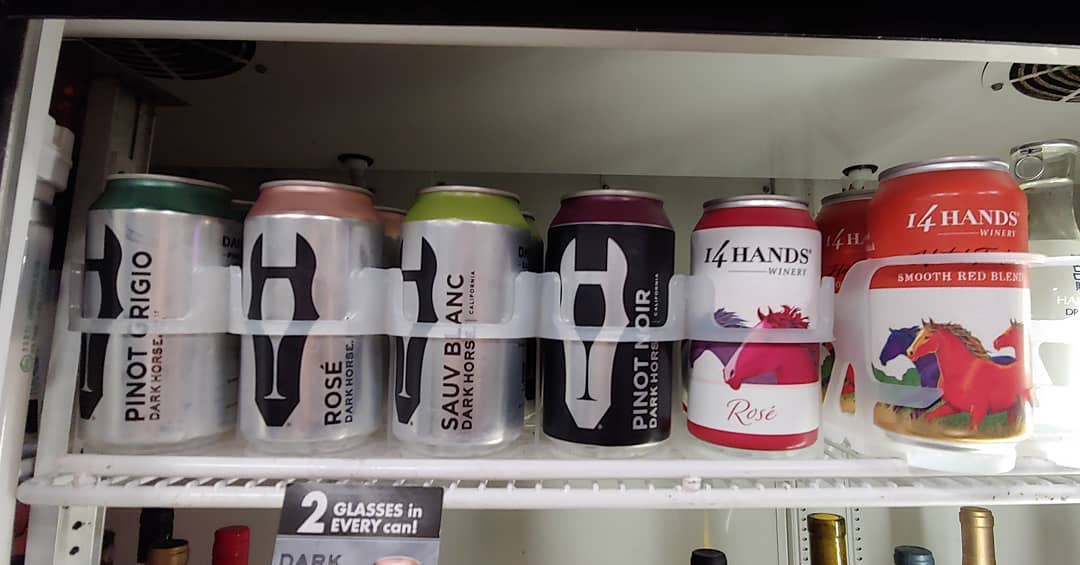 PINOT GRIGIO
DARK HORSE
ROSÉ
DARK HORSE
SAUV BLANC
DARK HORSE | CALIFORNIA
PINOT NOIR
DARK HORSE | CALIFORNIA
14 HANDS®
WINERY
Rosé
14 H
14 HANDS®
WINERY
SMOOTH RED BLEND
2 GLASSES in
EVERY can!
DARK